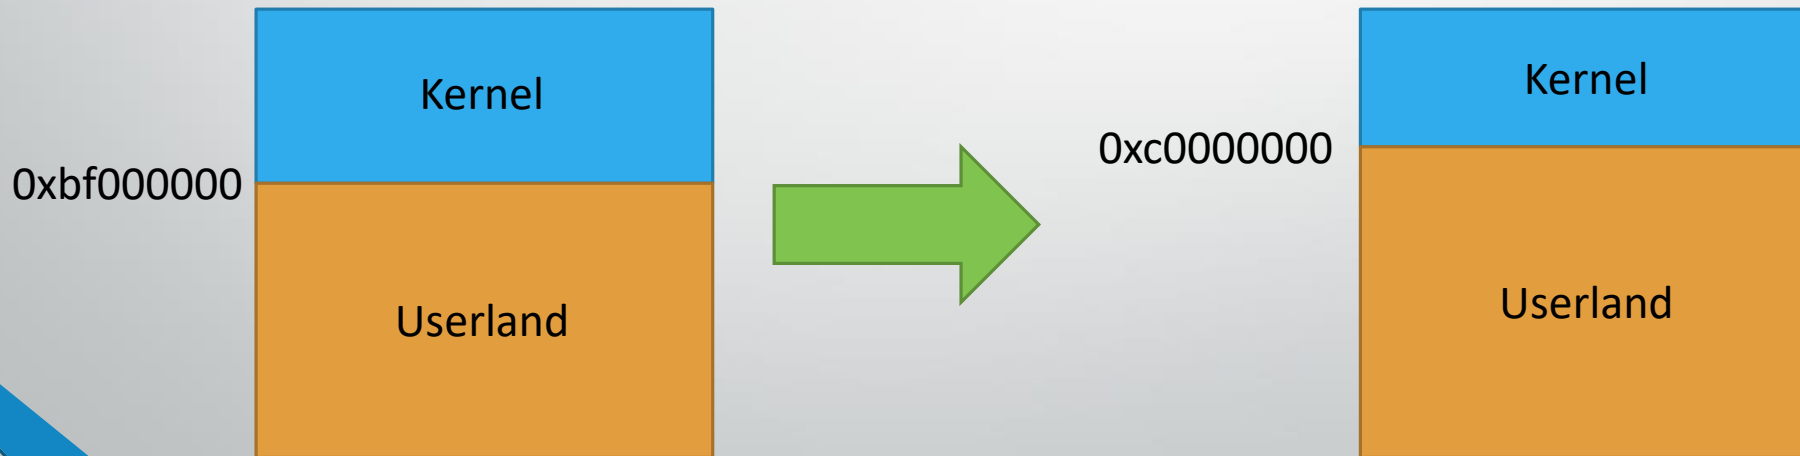 Kernel
0xbf000000
Userland
0xc0000000
Kernel
Userland